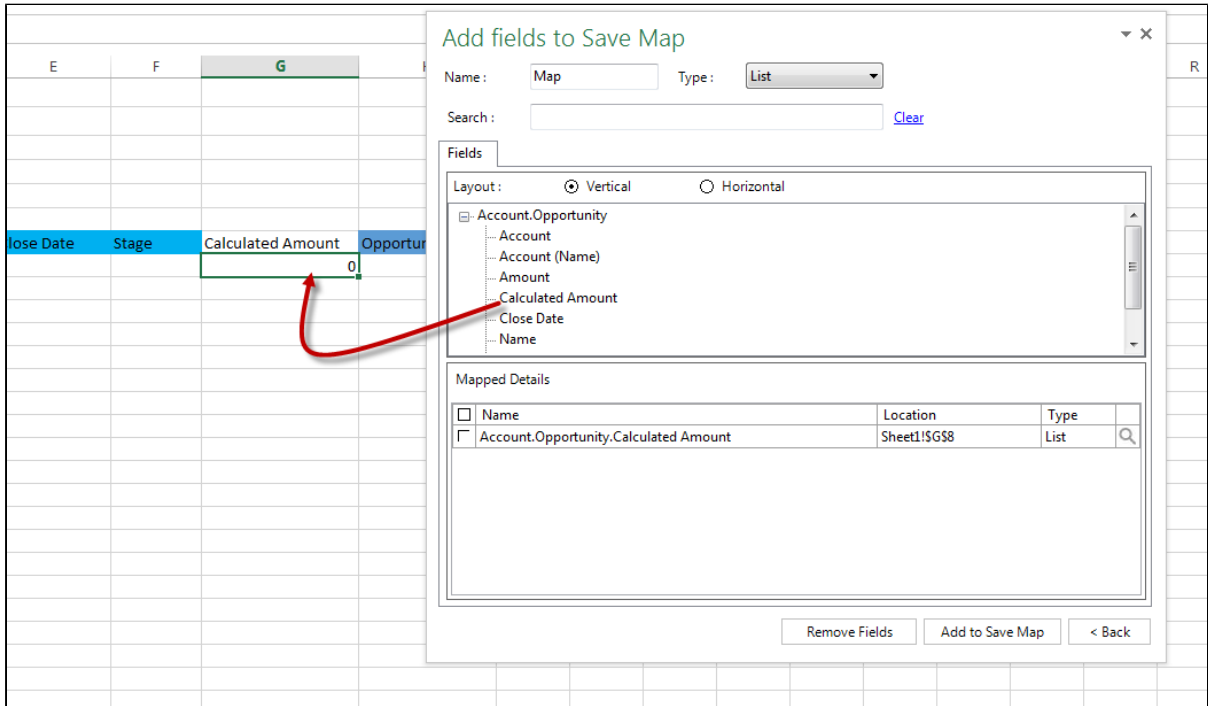 Add fields to Save Map
E F G R
Name : Map Type : List
Search : Clear
Fields
Layout : Vertical Horizontal
Account.Opportunity
Account
Account (Name)
Amount
Calculated Amount
Close Date
Name
lose Date Stage Calculated Amount Opportur
0
Mapped Details
Name Location Type
Account.Opportunity.Calculated Amount Sheet1!$G$8 List
Remove Fields Add to Save Map < Back